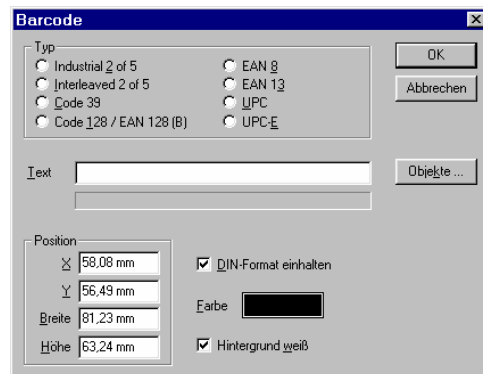 Barcode
Typ
Industrial 2 of 5
Interleaved 2 of 5
Code 39
Code 128 / EAN 128 (B)
EAN 8
EAN 13
UPC
UPC-E
OK
Abbrechen
Text
Objekte ...
Position
X 58,08 mm
Y 56,49 mm
Breite 81,23 mm
Höhe 63,24 mm
DIN-Format einhalten
Farbe
Hintergrund weiß